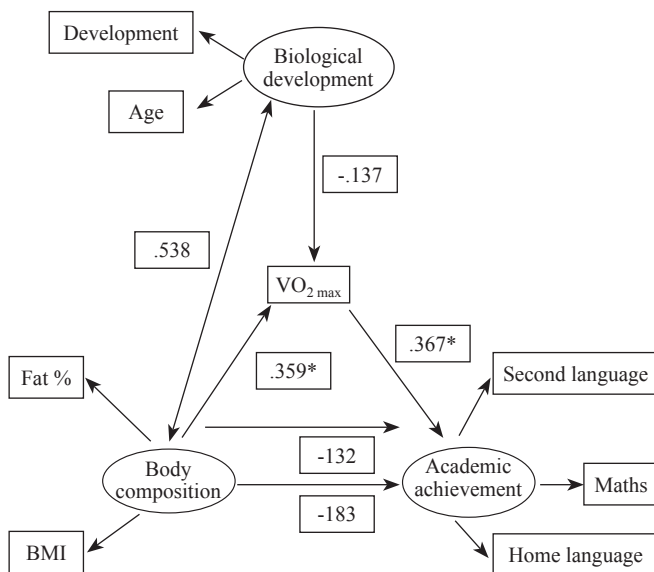 Development
Biological
development
Age
-.137
.538
VO2 max
Fat %
.359*
.367*
Second language
-132
Body
composition
Academic
achievement
Maths
-183
BMI
Home language